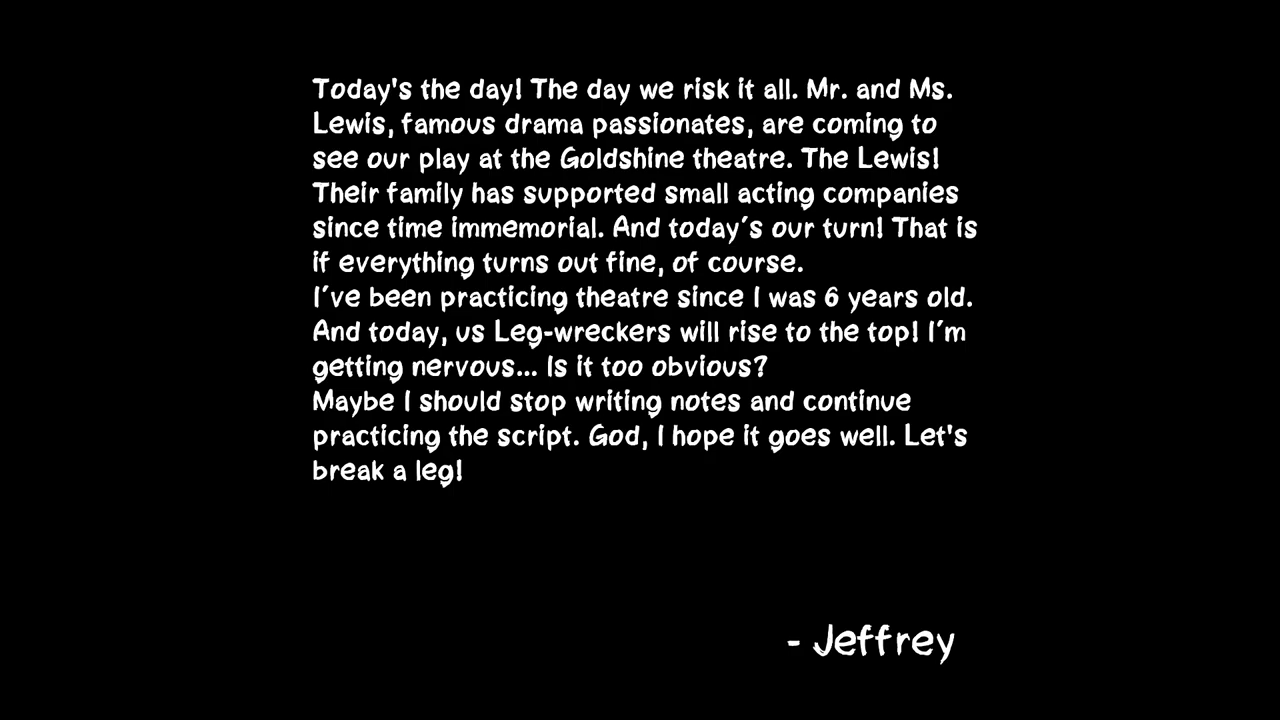 Today's the day! The day we risk it all. Mr. and Ms.
Lewis, famous drama passionates, are coming to
see our play at the Goldshine theatre. The Lewis!
Their family has supported small acting companies
since time immemorial. And today´s our turn! That is
if everything turns out fine, of course.
I´ve been practicing theatre since I was 6 years old.
And today, us Leg-wreckers will rise to the top! I´m
getting nervous... Is it too obvious?
Maybe I should stop writing notes and continue
practicing the script. God, I hope it goes well. Let's
break a leg!
- Jeffrey